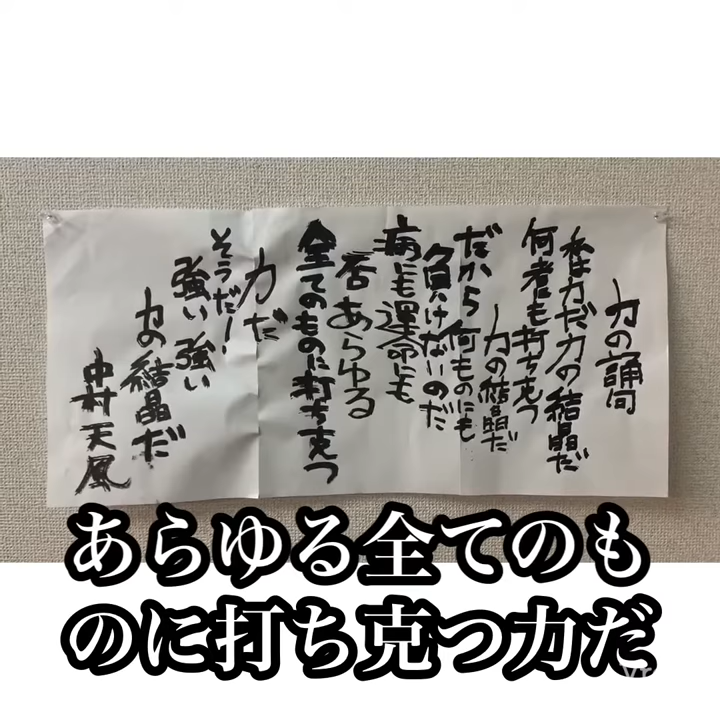 力の誦句
私は力だ力の結晶だ
何者にも打ち克つ
力の結晶だ
だから何ものにも
負けないのだ
病にも運命にも
否あらゆる
全てのものに打ち克つ
力だ
そうだ!
強い強い
力の結晶だ
中村天風
あらゆる全てのも
のに打ち克つ力だ